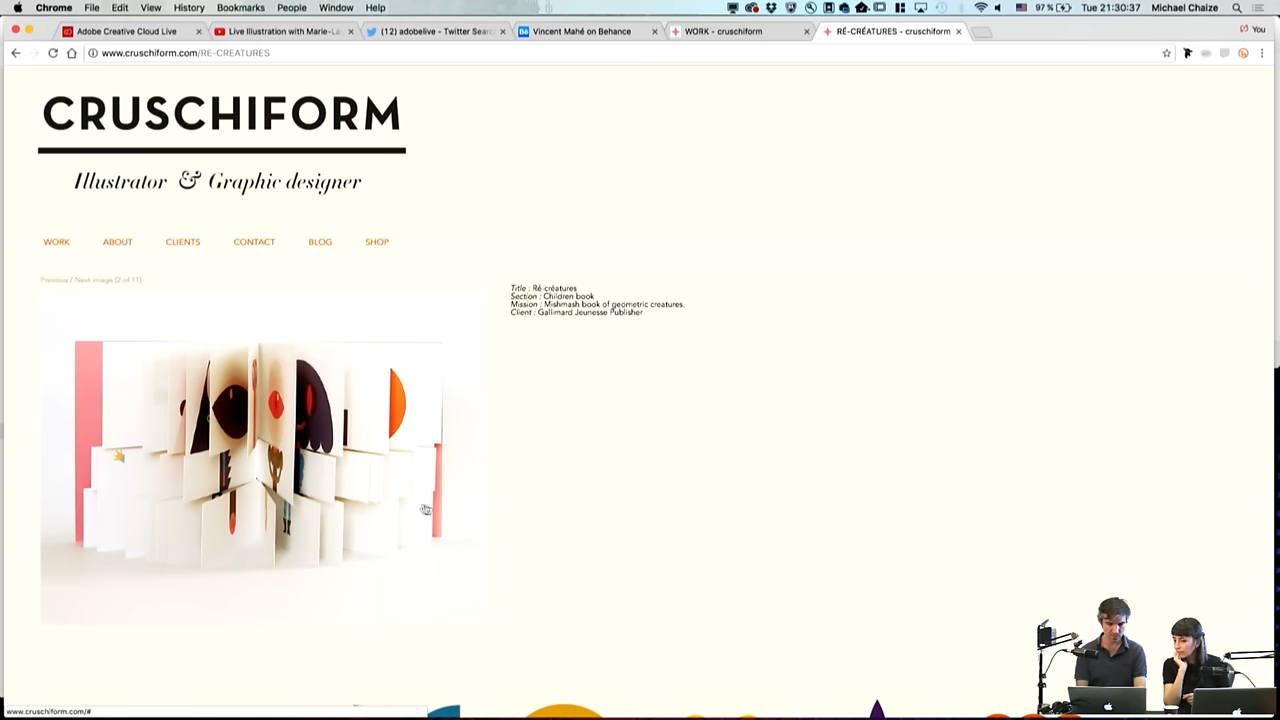 Chrome File Edit View History Bookmarks People Window Help 97% Tue 21:30:37 Michael Chaize
Adobe Creative Cloud Live
Live Illustration with Marie-La
(12) adobelive - Twitter Sear
Vincent Mahé on Behance
WORK - cruschiform
RÉ-CRÉATURES - cruschiform
You
www.cruschiform.com/RE-CREATURES
CRUSCHIFORM
Illustrator & Graphic designer
WORK ABOUT CLIENTS CONTACT BLOG SHOP
Previous / Next image (2 of 11)
Title : Ré-créatures
Section : Children book
Mission : Mishmash book of geometric creatures.
Client : Gallimard Jeunesse Publisher
www.cruschiform.com/#